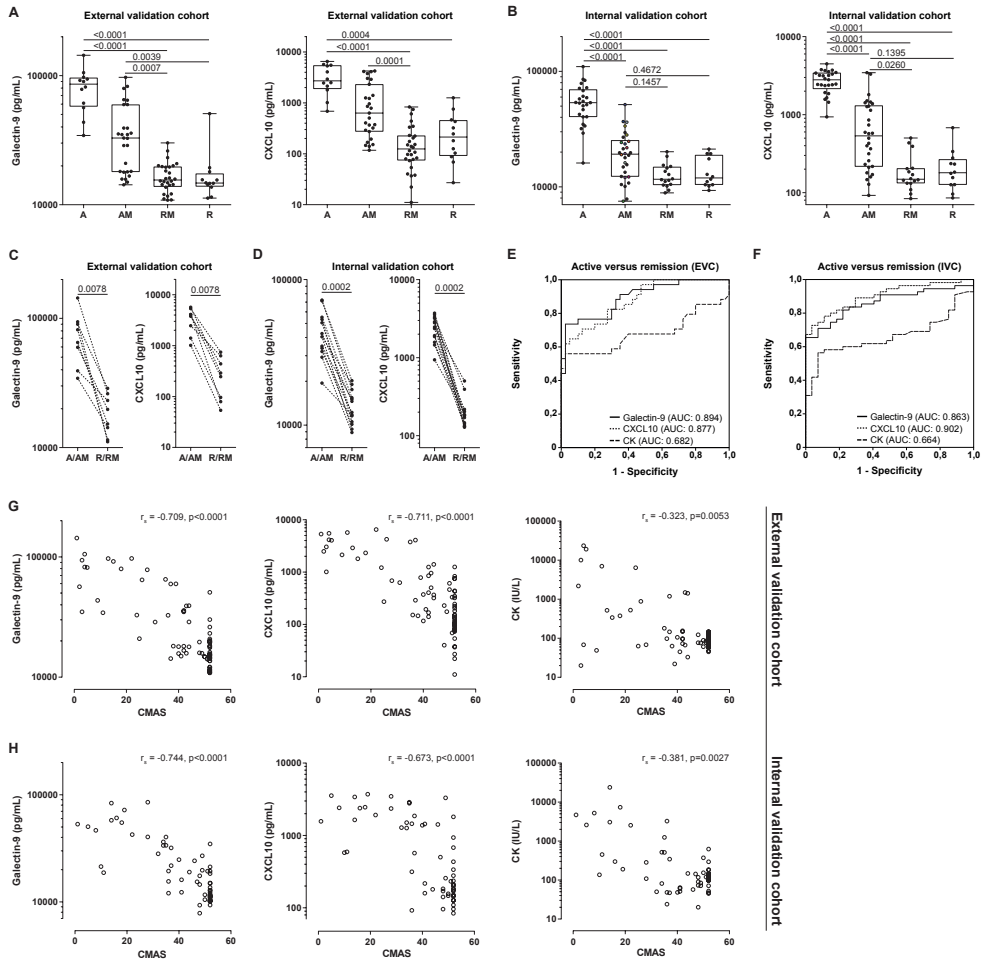 A
External validation cohort
<0.0001
<0.0001
0.0039
0.0007
Galectin-9 (pg/mL)
100000
10000
A AM RM R
External validation cohort
0.0004
<0.0001
0.0001
CXCL10 (pg/mL)
10000
1000
100
10
A AM RM R
B
Internal validation cohort
<0.0001
<0.0001
<0.0001
0.4672
0.1457
Galectin-9 (pg/mL)
100000
10000
A AM RM R
Internal validation cohort
<0.0001
<0.0001
<0.0001
0.1395
0.0260
CXCL10 (pg/mL)
10000
1000
100
A AM RM R
C
External validation cohort
0.0078
Galectin-9 (pg/mL)
100000
10000
A/AM R/RM
0.0078
CXCL10 (pg/mL)
10000
1000
100
10
A/AM R/RM
D
Internal validation cohort
0.0002
Galectin-9 (pg/mL)
100000
10000
A/AM R/RM
0.0002
CXCL10 (pg/mL)
10000
1000
100
A/AM R/RM
E
Active versus remission (EVC)
Sensitivity
1,0
0,8
0,6
0,4
0,2
Galectin-9 (AUC: 0.894)
CXCL10 (AUC: 0.877)
CK (AUC: 0.682)
0,0 0,2 0,4 0,6 0,8 1,0
1 - Specificity
F
Active versus remission (IVC)
Sensitivity
1,0
0,8
0,6
0,4
0,2
Galectin-9 (AUC: 0.863)
CXCL10 (AUC: 0.902)
CK (AUC: 0.664)
0,0 0,2 0,4 0,6 0,8 1,0
1 - Specificity
G
rs = -0.709, p<0.0001
Galectin-9 (pg/mL)
100000
10000
0 20 40 60
CMAS
rs = -0.711, p<0.0001
CXCL10 (pg/mL)
10000
1000
100
10
0 20 40 60
CMAS
rs = -0.323, p=0.0053
CK (IU/L)
100000
10000
1000
100
10
0 20 40 60
CMAS
External validation cohort
H
rs = -0.744, p<0.0001
Galectin-9 (pg/mL)
100000
10000
0 20 40 60
CMAS
rs = -0.673, p<0.0001
CXCL10 (pg/mL)
10000
1000
100
0 20 40 60
CMAS
rs = -0.381, p=0.0027
CK (IU/L)
100000
10000
1000
100
10
0 20 40 60
CMAS
Internal validation cohort